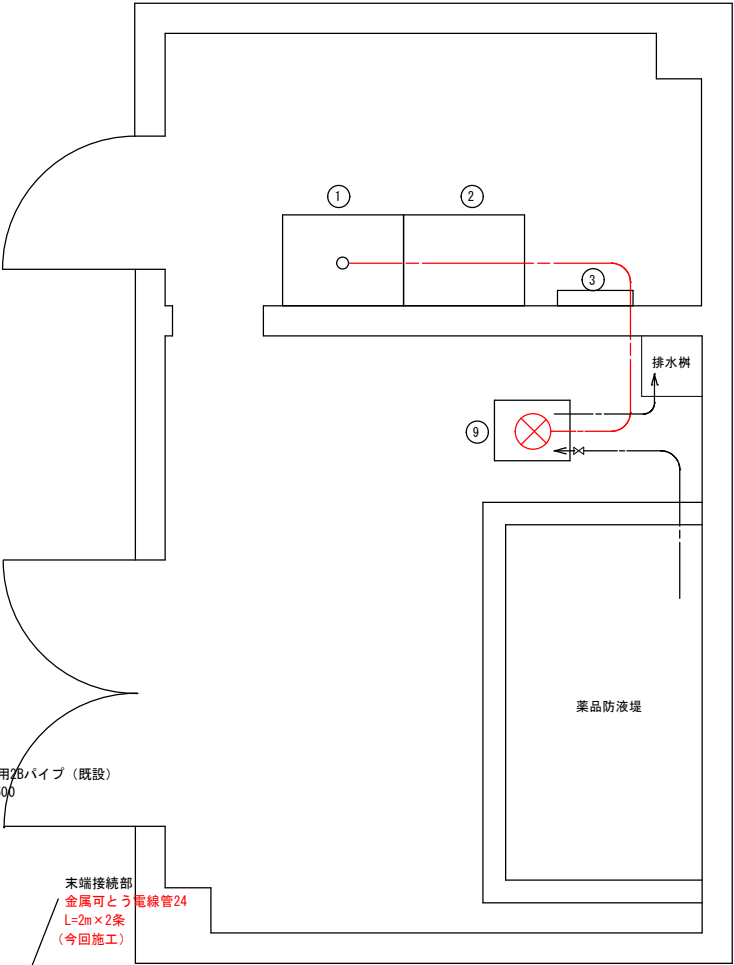 ①
②
③
排水桝
⑨
薬品防液堤
用2Bパイプ（既設）
00
末端接続部
金属可とう電線管24
L=2m×2条
（今回施工）